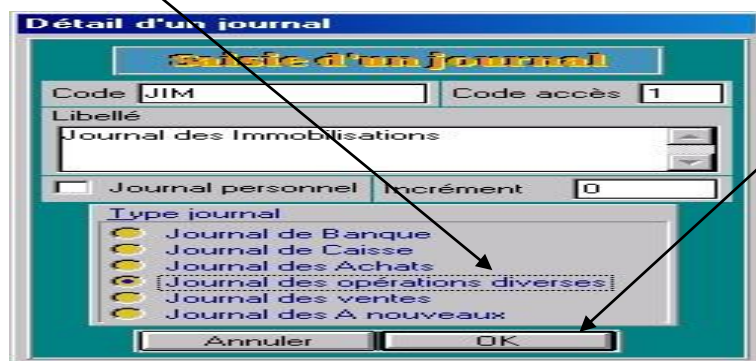 Détail d'un journal
Saisie d'un journal
Code JIM Code accès 1
Libellé
Journal des Immobilisations
Journal personnel Incrément 0
Type journal
Journal de Banque
Journal de Caisse
Journal des Achats
Journal des opérations diverses
Journal des ventes
Journal des A nouveaux
Annuler OK